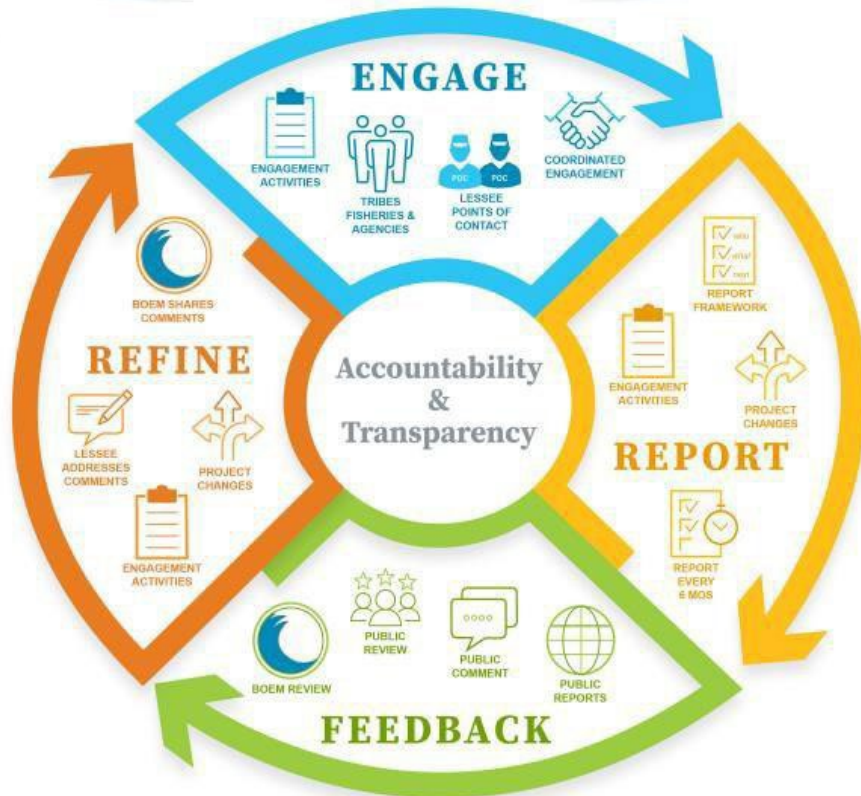 ENGAGE
ENGAGEMENT
ACTIVITIES
TRIBES
FISHERIES &
AGENCIES
POC
POC
LESSEE
POINTS OF
CONTACT
COORDINATED
ENGAGEMENT
REPORT
FRAMEWORK
ENGAGEMENT
ACTIVITIES
PROJECT
CHANGES
REPORT
REPORT
EVERY
6 MOS
Accountability
&
Transparency
BOEM REVIEW
PUBLIC
REVIEW
PUBLIC
COMMENT
PUBLIC
REPORTS
FEEDBACK
BOEM SHARES
COMMENTS
REFINE
LESSEE
ADDRESSES
COMMENTS
PROJECT
CHANGES
ENGAGEMENT
ACTIVITIES